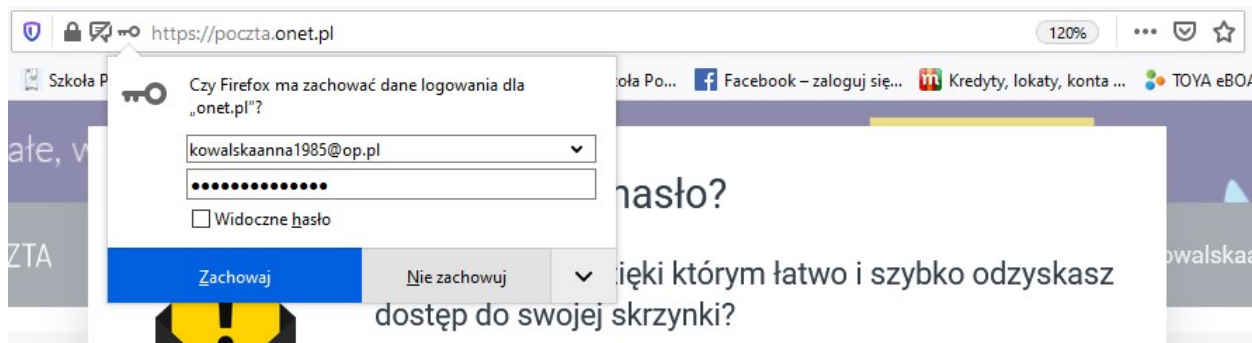 https://poczta.onet.pl
120%
Szkoła P
oła Po...
Facebook – zaloguj się...
Kredyty, lokaty, konta ...
TOYA eBOA
Czy Firefox ma zachować dane logowania dla
„onet.pl”?
kowalskaanna1985@op.pl
••••••••••••••
Widoczne hasło
Zachowaj
Nie zachowuj
ałe, w
hasło?
ZTA
owalskaa
ięki którym łatwo i szybko odzyskasz
dostęp do swojej skrzynki?